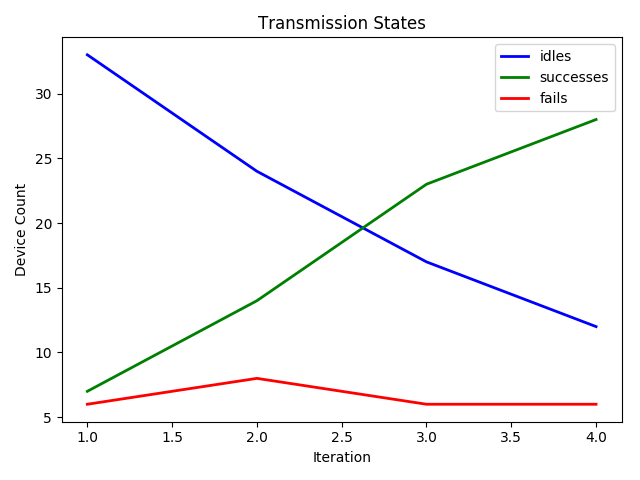 Transmission States
idles
successes
fails
Device Count
30
25
20
15
10
5
1.0 1.5 2.0 2.5 3.0 3.5 4.0
Iteration